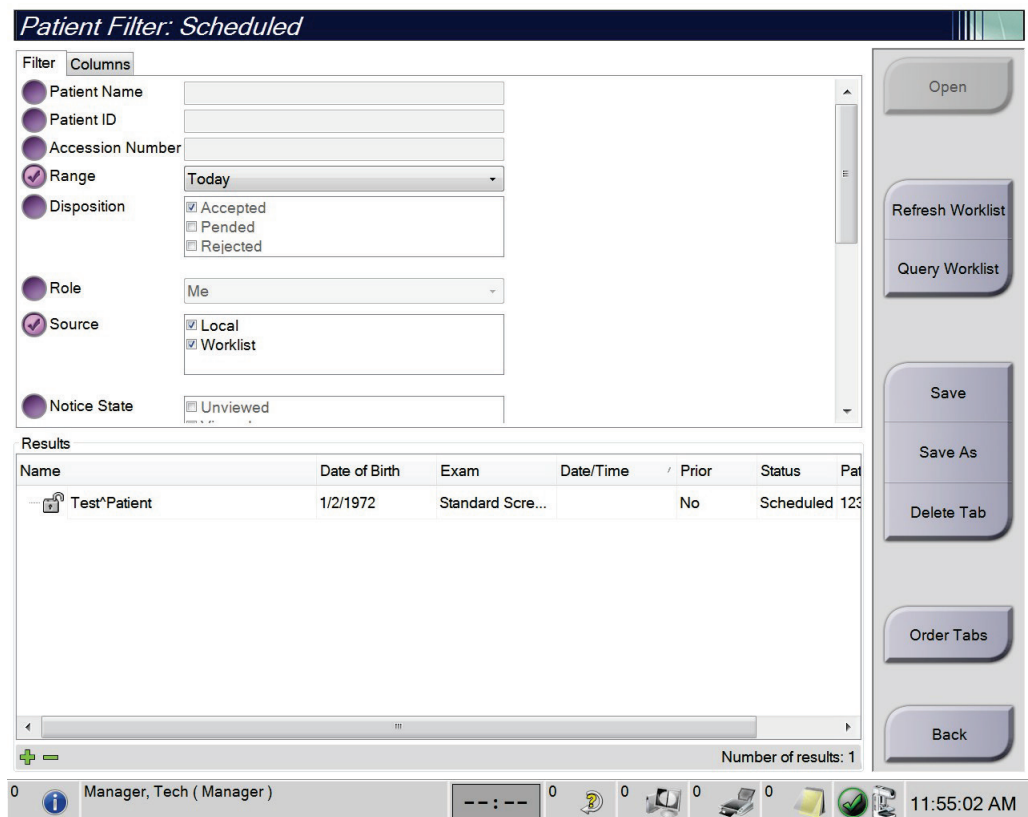 Patient Filter: Scheduled
Filter Columns
Patient Name
Patient ID
Accession Number
Range Today
Disposition Accepted
Pended
Rejected
Role Me
Source Local
Worklist
Notice State Unviewed
Open
Refresh Worklist
Query Worklist
Save
Save As
Delete Tab
Order Tabs
Back
Results
Name Date of Birth Exam Date/Time Prior Status Pat
Test^Patient 1/2/1972 Standard Scre... No Scheduled 123
Number of results: 1
0 Manager, Tech ( Manager ) --:-- 0 0 0 0 11:55:02 AM